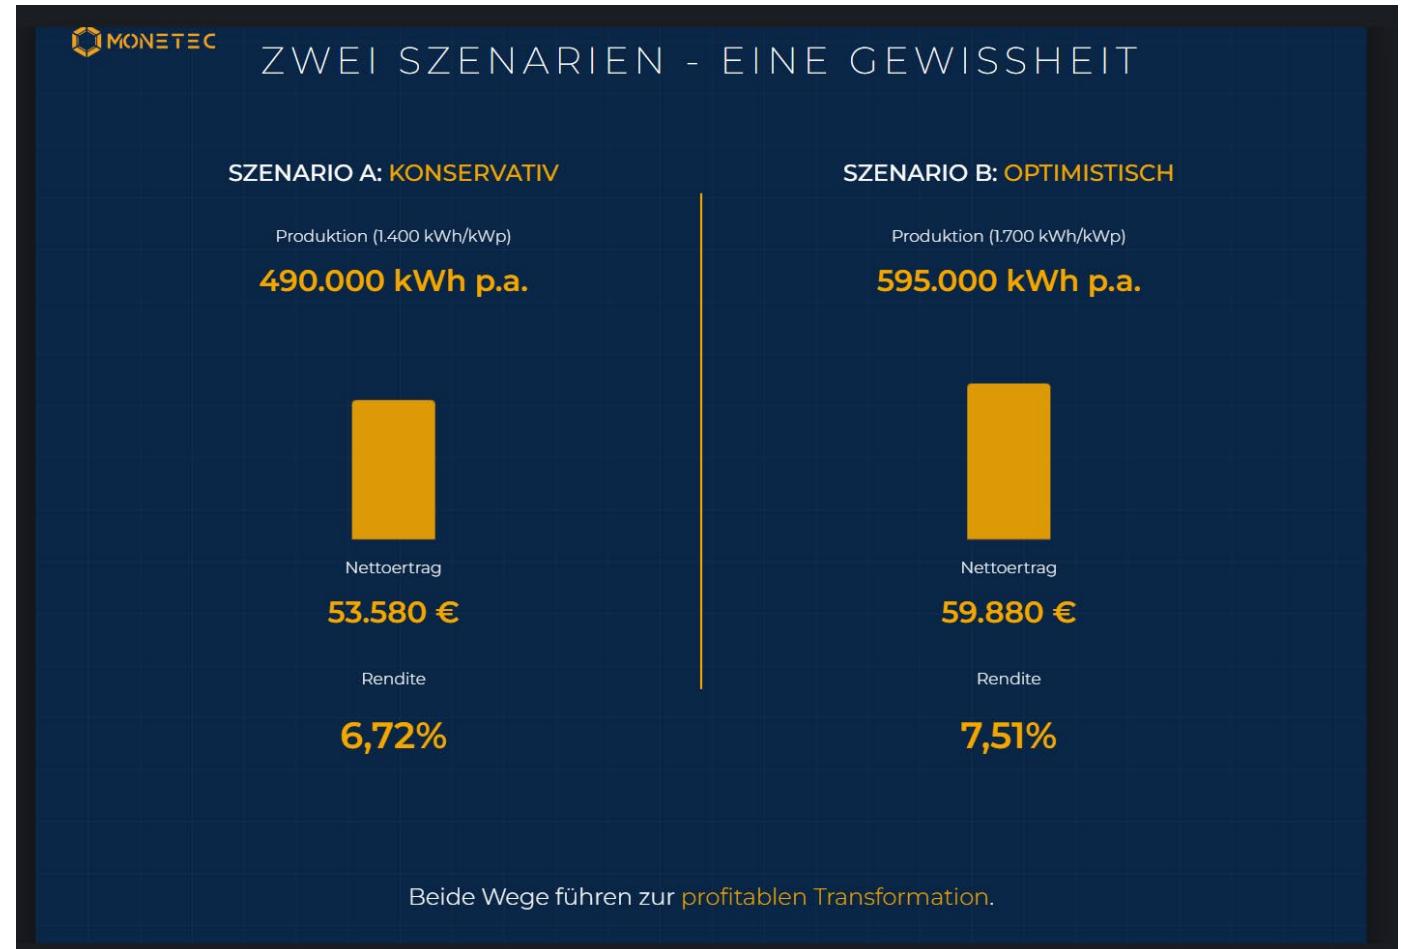 MONETEC
ZWEI SZENARIEN - EINE GEWISSHEIT
SZENARIO A: KONSERVATIV
Produktion (1.400 kWh/kWp)
490.000 kWh p.a.
Nettoertrag
53.580 €
Rendite
6,72%
SZENARIO B: OPTIMISTISCH
Produktion (1.700 kWh/kWp)
595.000 kWh p.a.
Nettoertrag
59.880 €
Rendite
7,51%
Beide Wege führen zur profitablen Transformation.